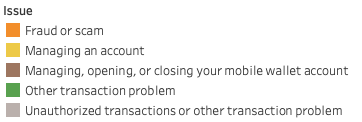 Issue
Fraud or scam
Managing an account
Managing, opening, or closing your mobile wallet account
Other transaction problem
Unauthorized transactions or other transaction problem